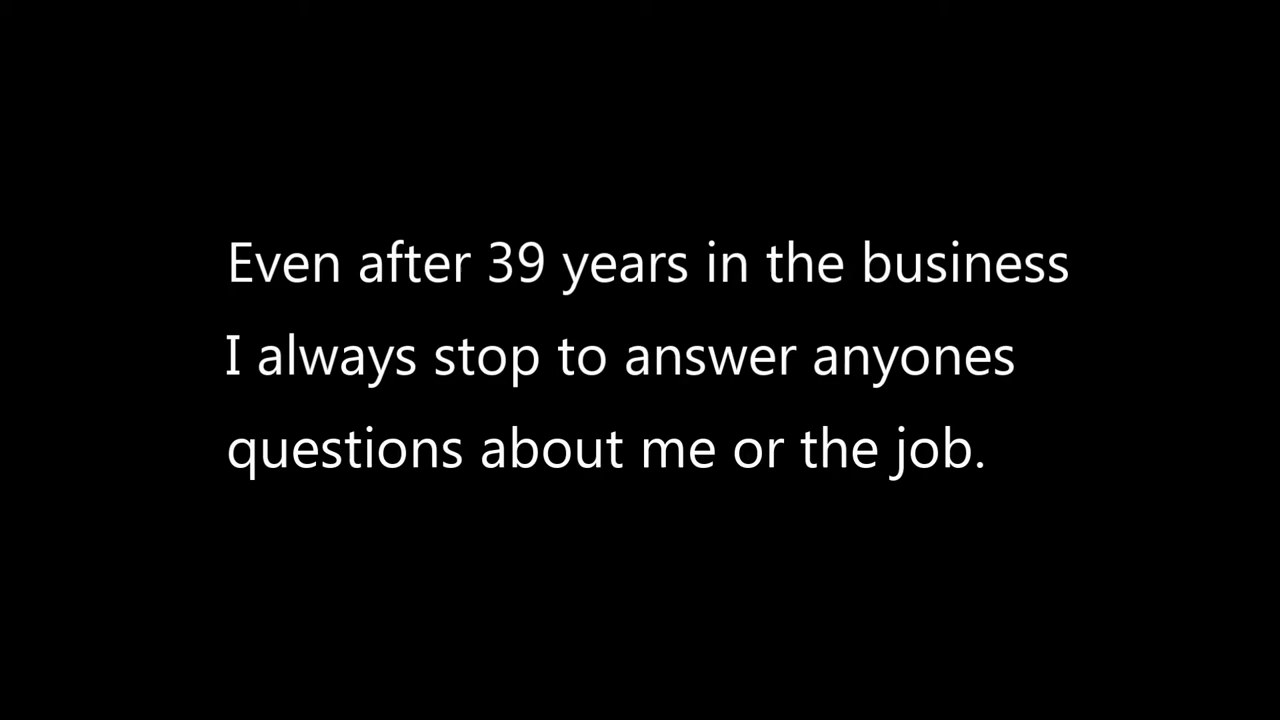 Even after 39 years in the business
I always stop to answer anyones
questions about me or the job.